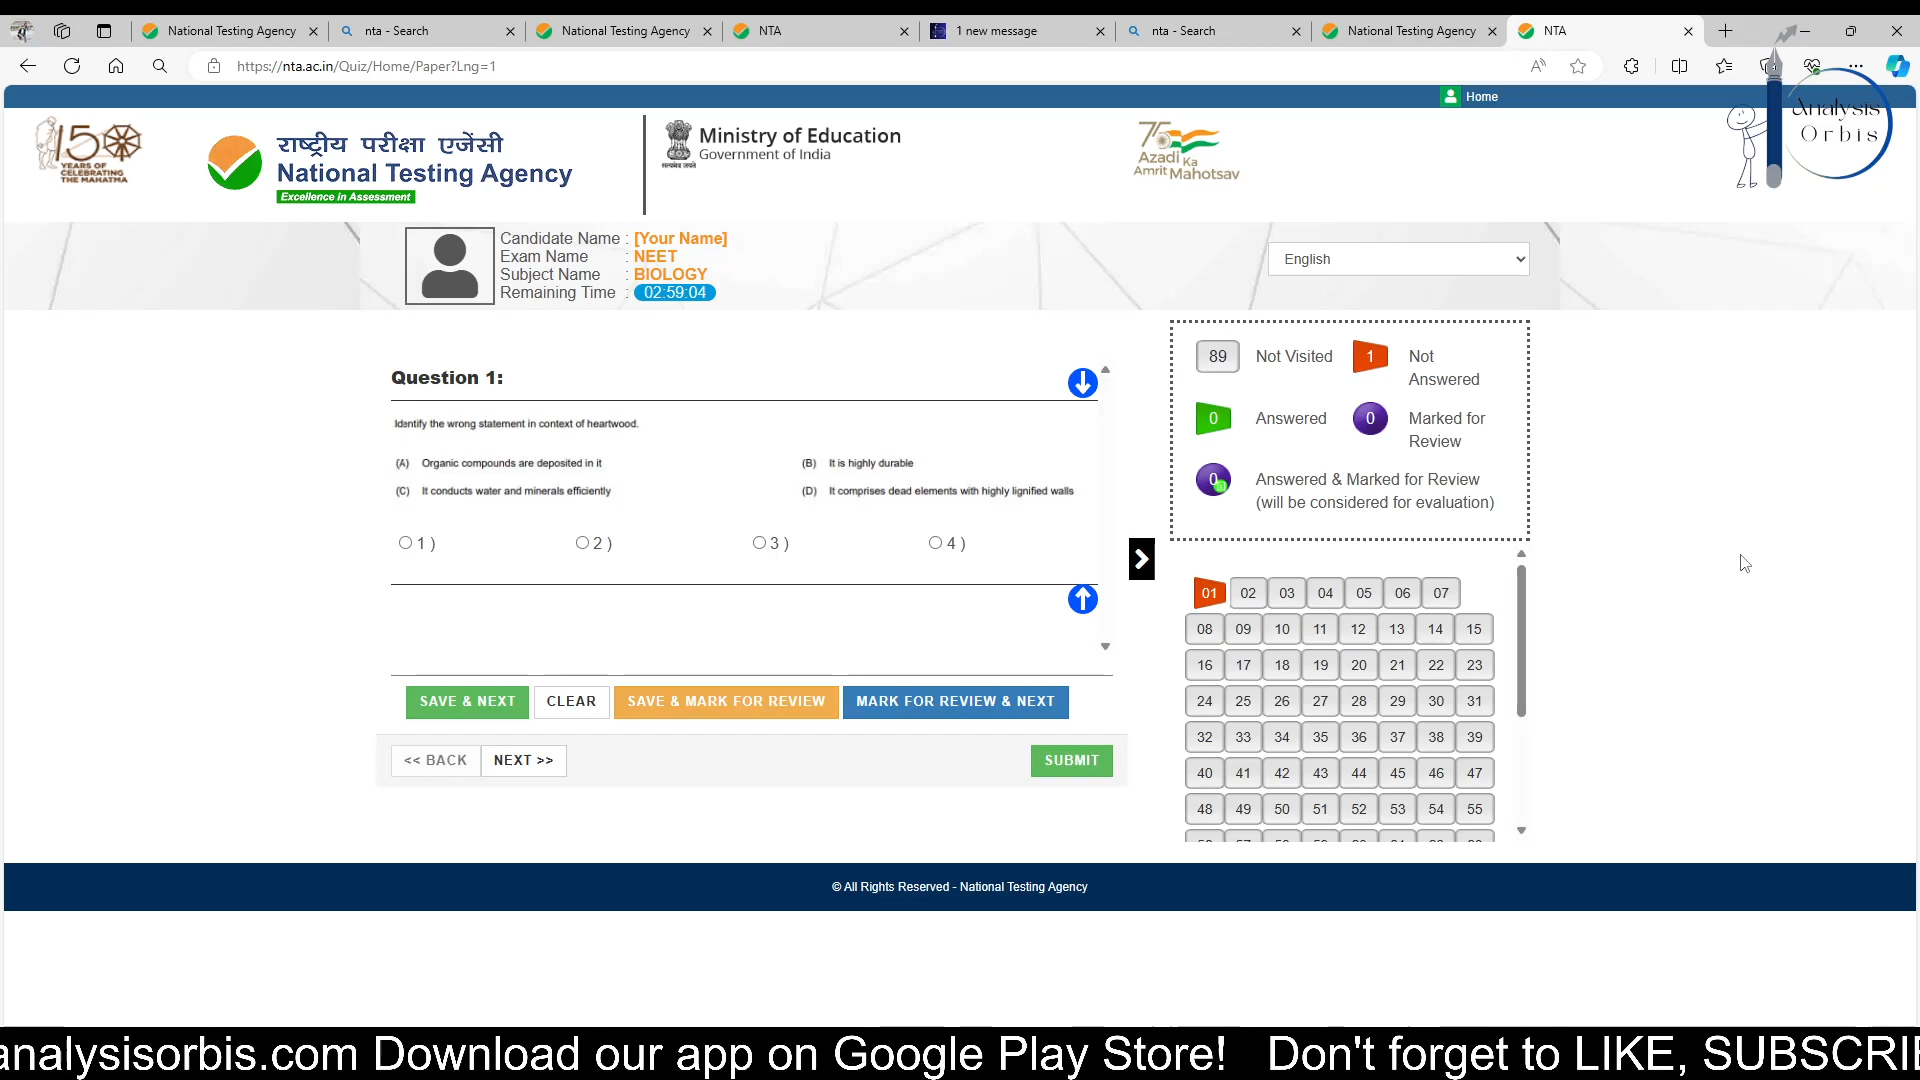 National Testing Agency
nta - Search
National Testing Agency
NTA
1 new message
nta - Search
National Testing Agency
NTA
https://nta.ac.in/Quiz/Home/Paper?Lng=1
Home
Analysis
Orbis
150
YEARS OF
CELEBRATING
THE MAHATMA
राष्ट्रीय परीक्षा एजेंसी
National Testing Agency
Excellence in Assessment
सत्यमेव जयते
Ministry of Education
Government of India
75
Azadi Ka
Amrit Mahotsav
Candidate Name : [Your Name]
Exam Name : NEET
Subject Name : BIOLOGY
Remaining Time : 02:59:04
English
Question 1:
Identify the wrong statement in context of heartwood.
(A) Organic compounds are deposited in it
(B) It is highly durable
(C) It conducts water and minerals efficiently
(D) It comprises dead elements with highly lignified walls
1 )
2 )
3 )
4 )
SAVE & NEXT
CLEAR
SAVE & MARK FOR REVIEW
MARK FOR REVIEW & NEXT
<< BACK
NEXT >>
SUBMIT
89 Not Visited
1 Not Answered
0 Answered
0 Marked for Review
0 Answered & Marked for Review
(will be considered for evaluation)
01 02 03 04 05 06 07
08 09 10 11 12 13 14 15
16 17 18 19 20 21 22 23
24 25 26 27 28 29 30 31
32 33 34 35 36 37 38 39
40 41 42 43 44 45 46 47
48 49 50 51 52 53 54 55
© All Rights Reserved - National Testing Agency
analysisorbis.com Download our app on Google Play Store! Don't forget to LIKE, SUBSCRI